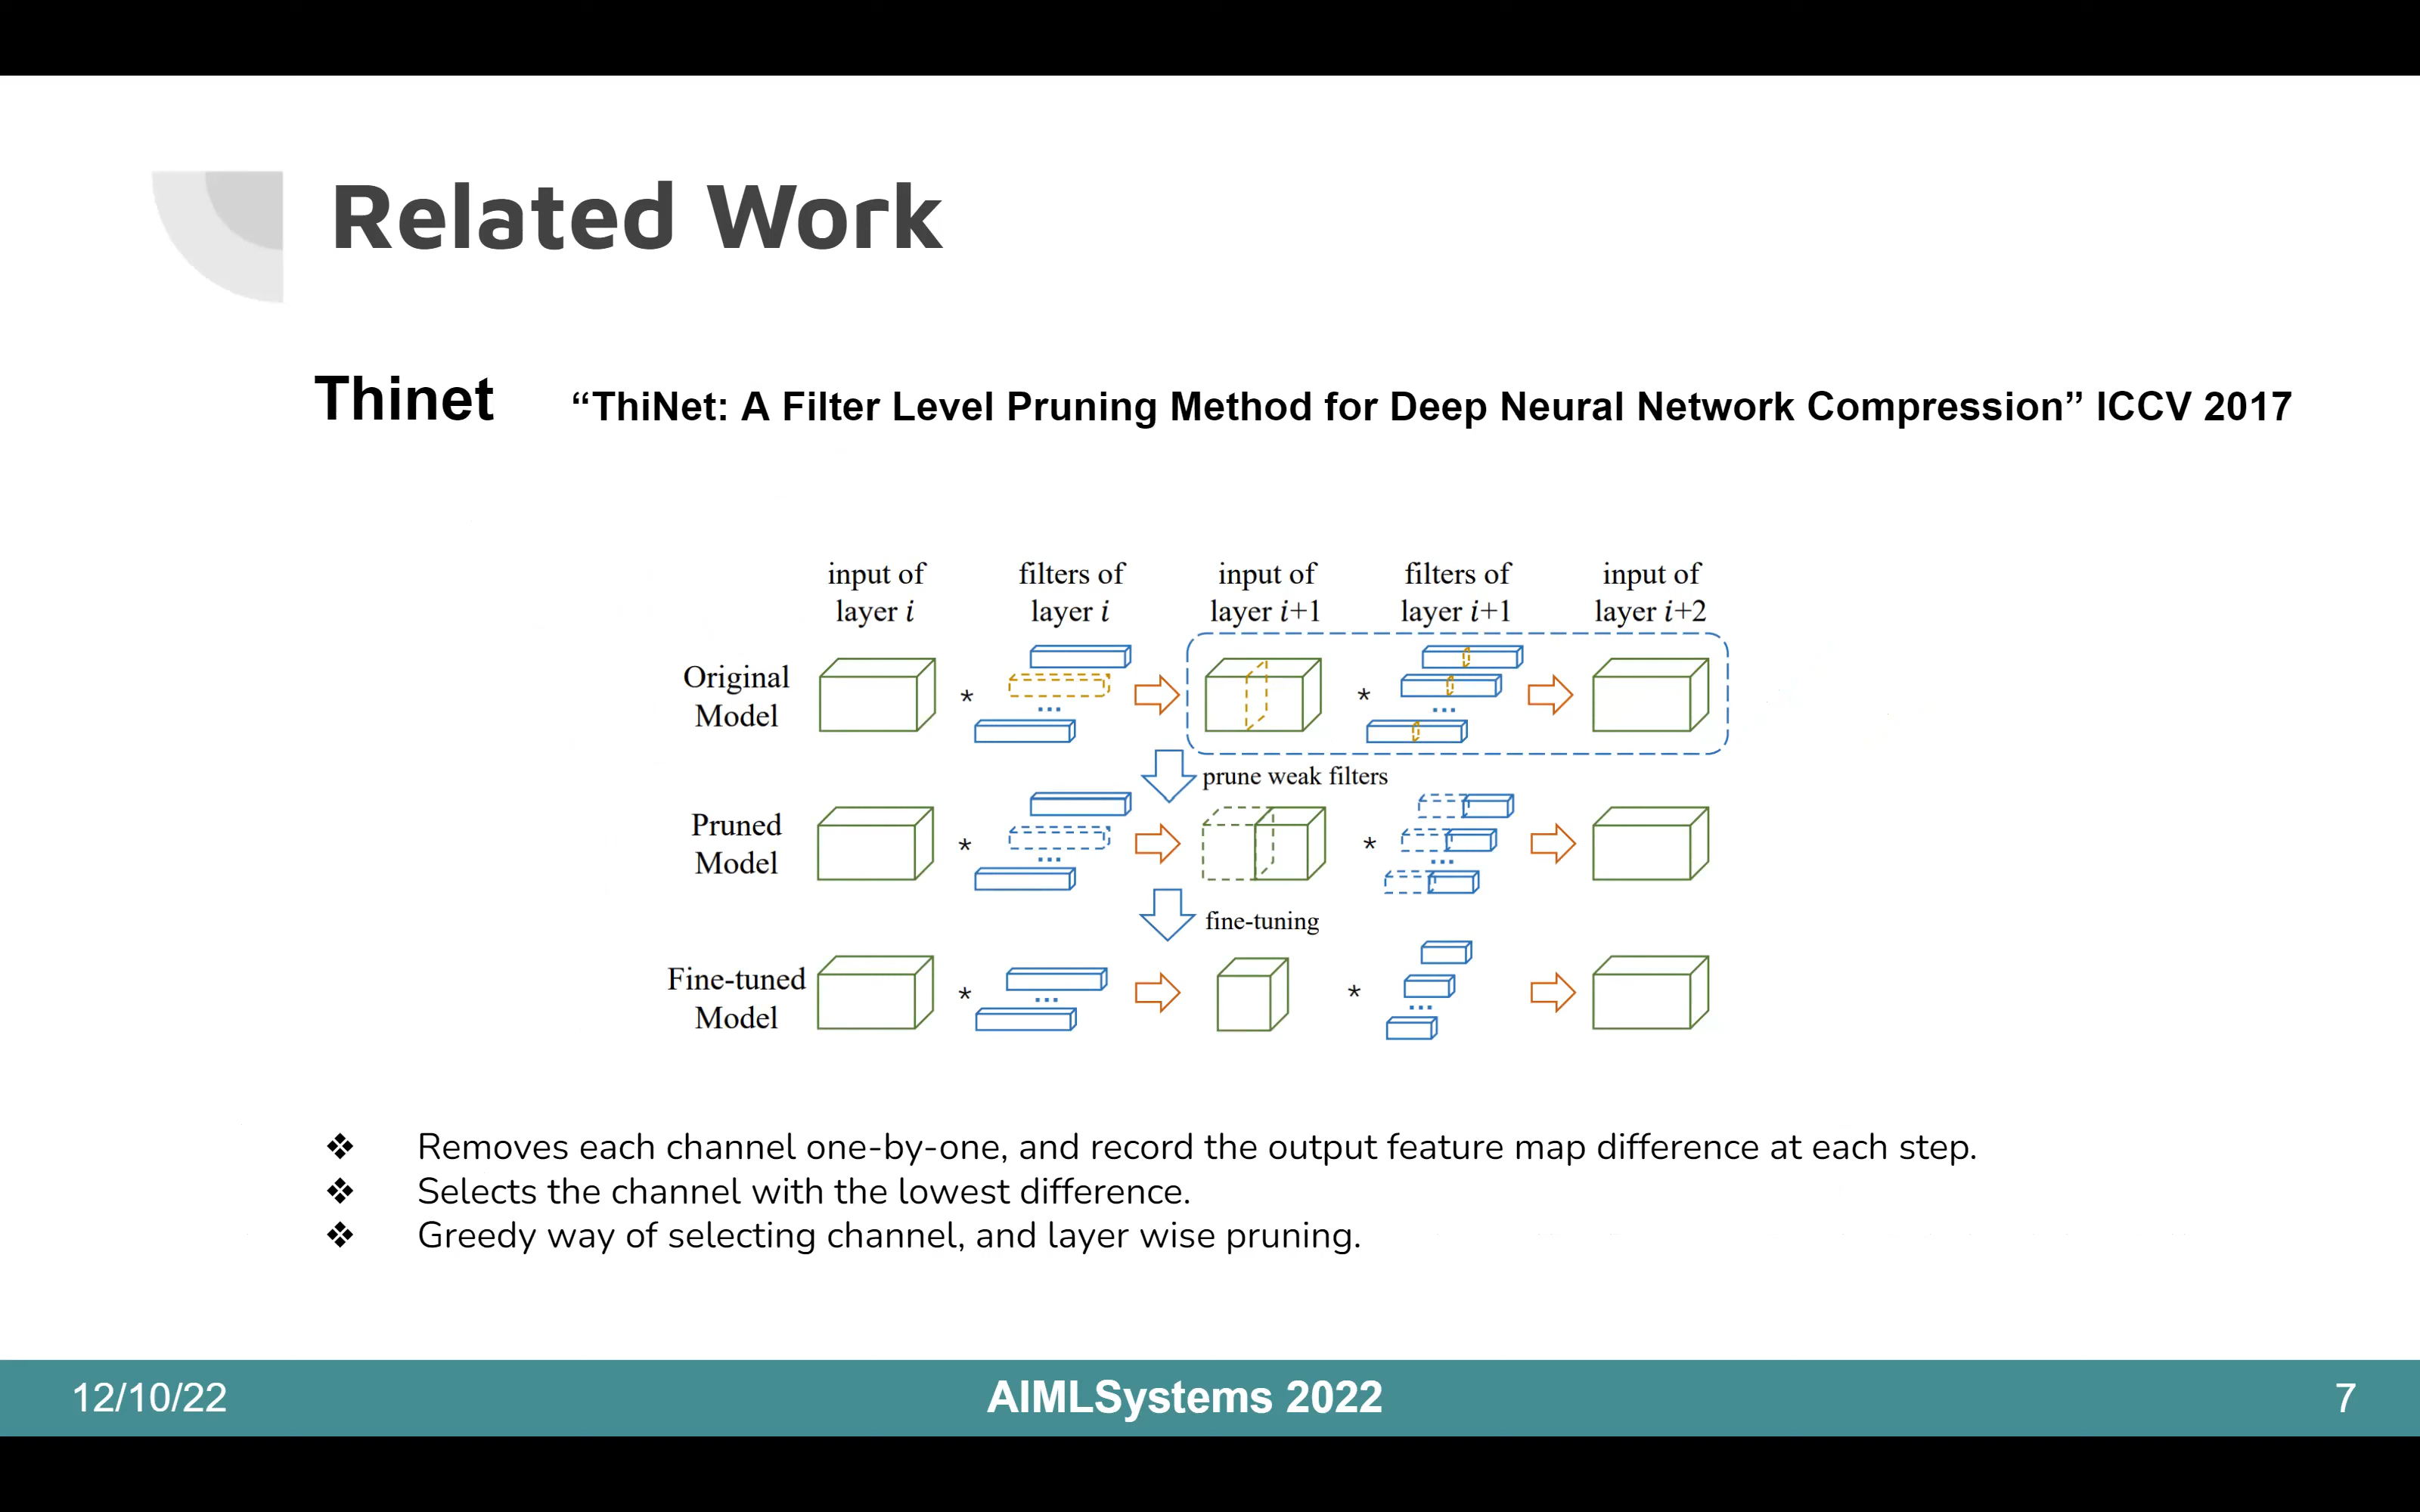 Related Work
Thinet “ThiNet: A Filter Level Pruning Method for Deep Neural Network Compression” ICCV 2017
input of layer i
filters of layer i
input of layer i+1
filters of layer i+1
input of layer i+2
Original Model
* ... * ...
prune weak filters
Pruned Model
* ... * ...
fine-tuning
Fine-tuned Model
* ... * ...
❖ Removes each channel one-by-one, and record the output feature map difference at each step.
❖ Selects the channel with the lowest difference.
❖ Greedy way of selecting channel, and layer wise pruning.
12/10/22 AIMLSystems 2022 7